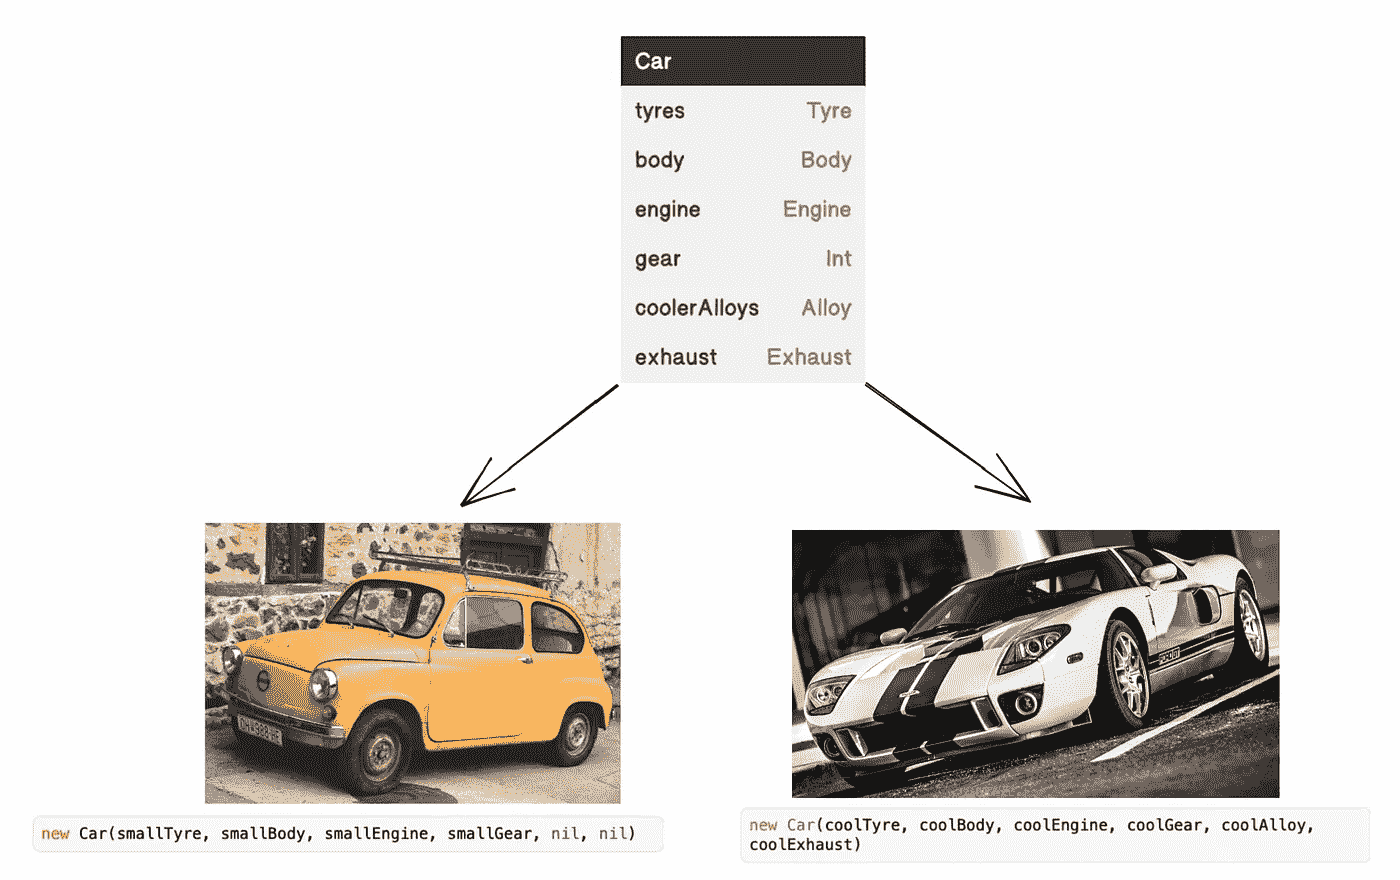 Car
tyres Tyre
body Body
engine Engine
gear Int
coolerAlloys Alloy
exhaust Exhaust
new Car(smallTyre, smallBody, smallEngine, smallGear, nil, nil)
new Car(coolTyre, coolBody, coolEngine, coolGear, coolAlloy,
coolExhaust)